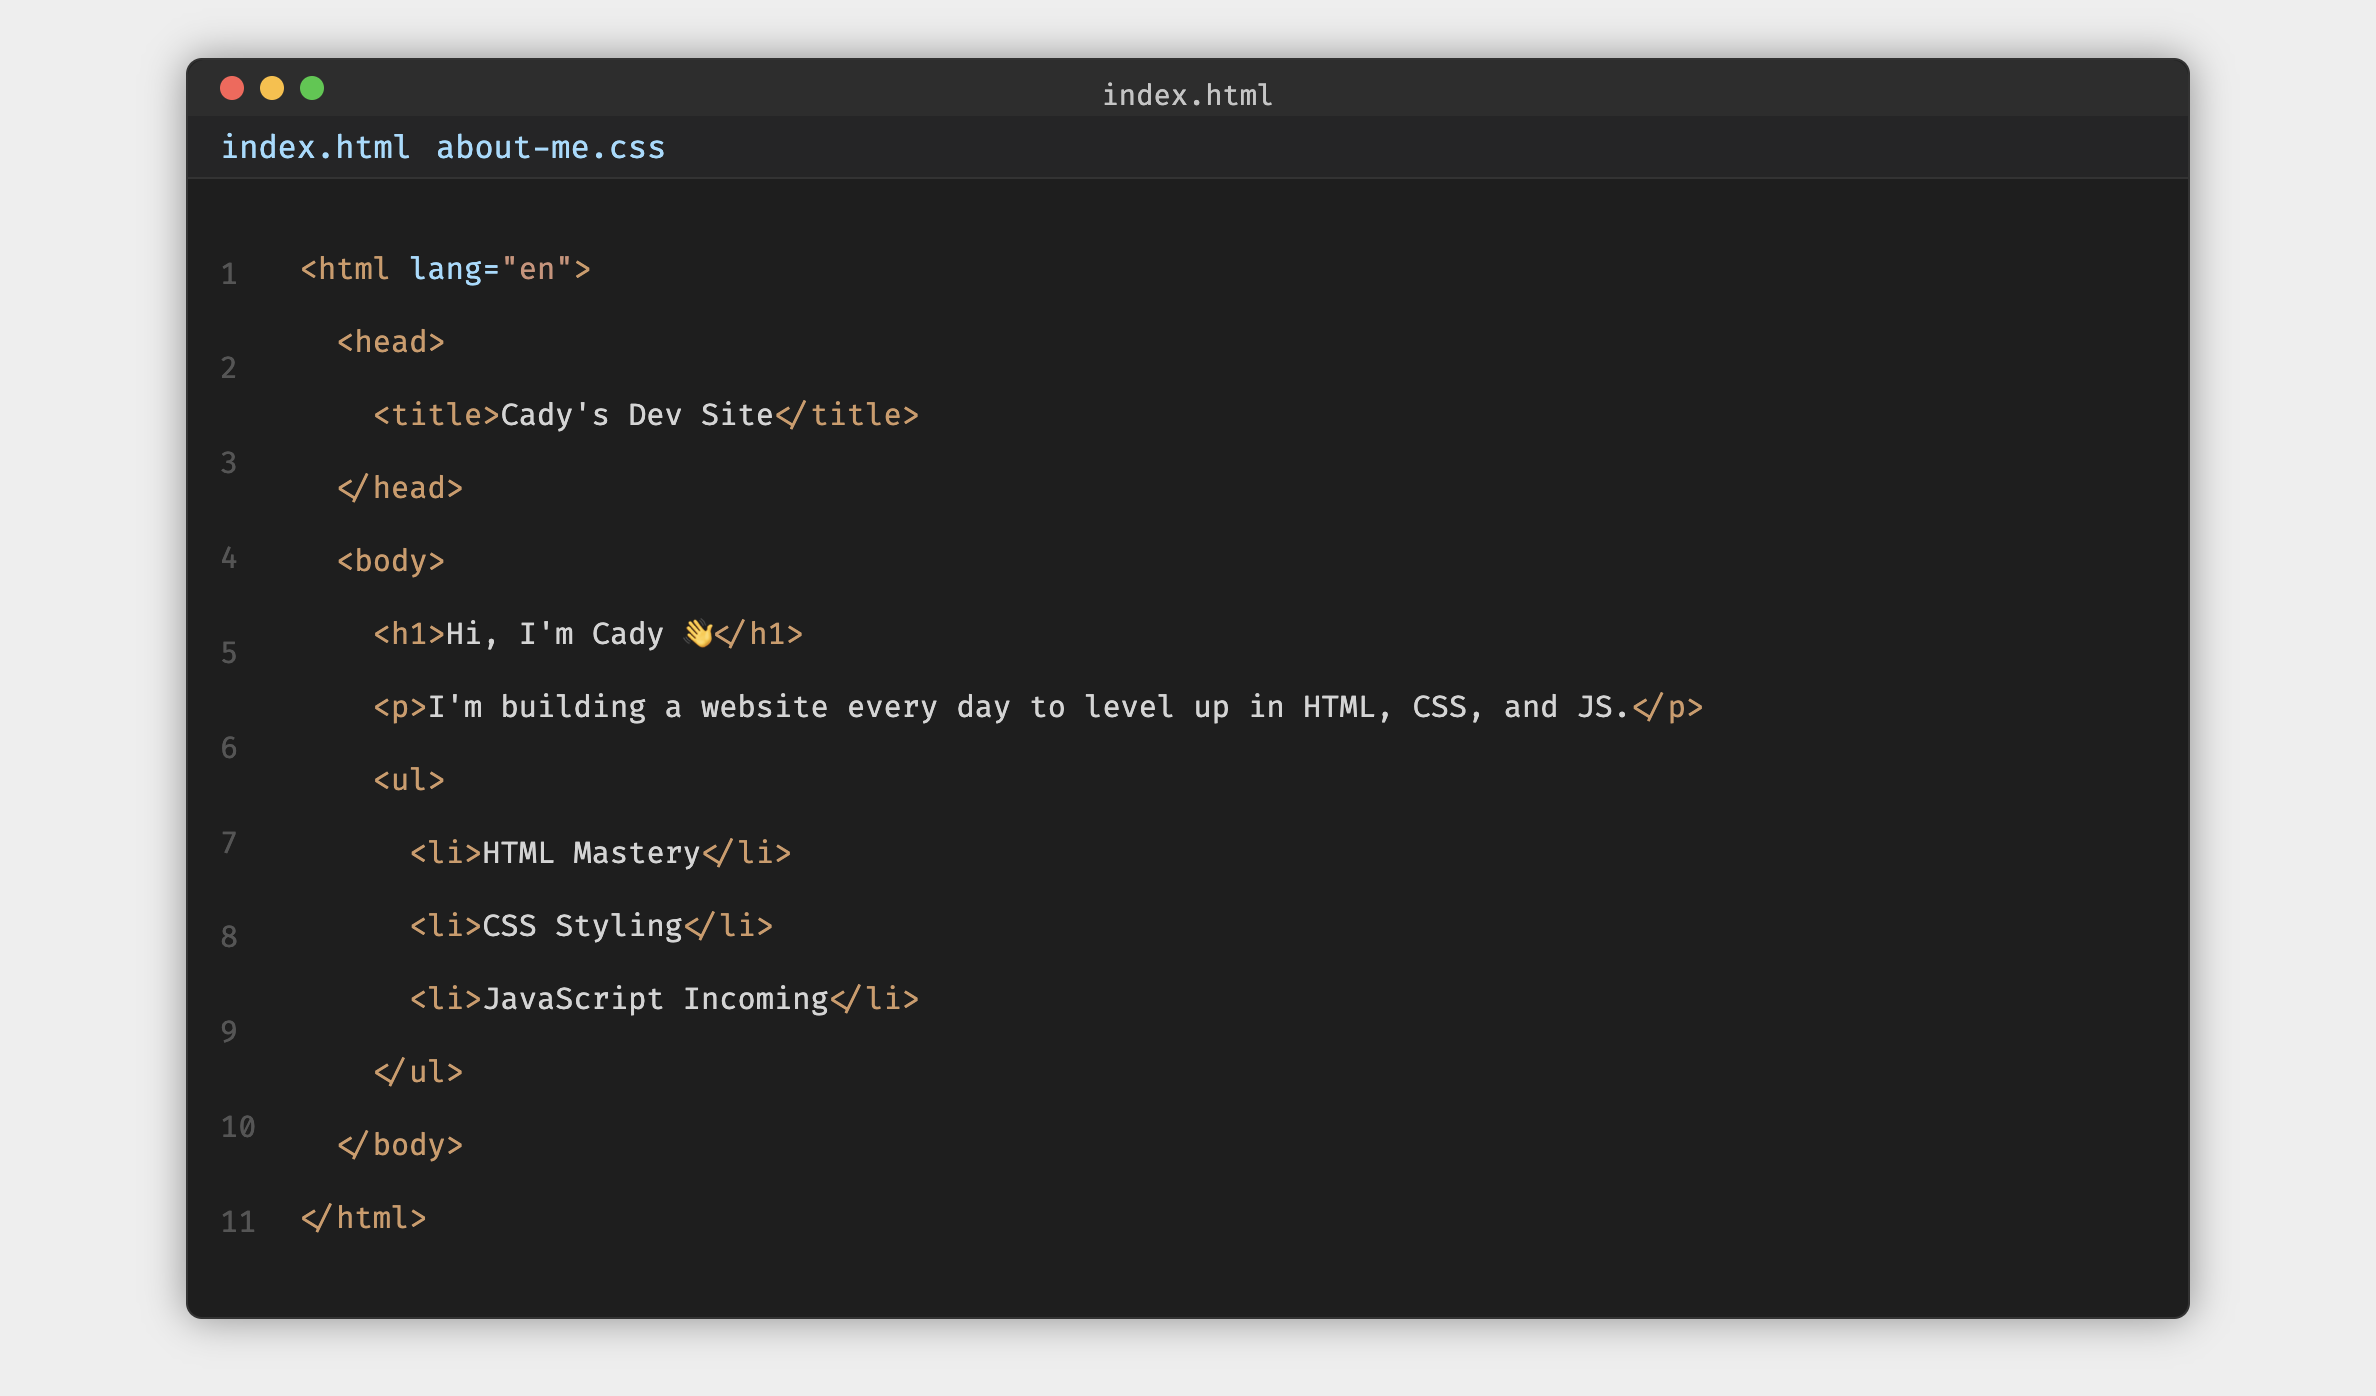 index.html
index.html about-me.css
1 <html lang="en">
<head>
2
<title>Cady's Dev Site</title>
3
</head>
4 <body>
<h1>Hi, I'm Cady 👋</h1>
5
<p>I'm building a website every day to level up in HTML, CSS, and JS.</p>
6
<ul>
7 <li>HTML Mastery</li>
8 <li>CSS Styling</li>
<li>JavaScript Incoming</li>
9
</ul>
10
</body>
11 </html>